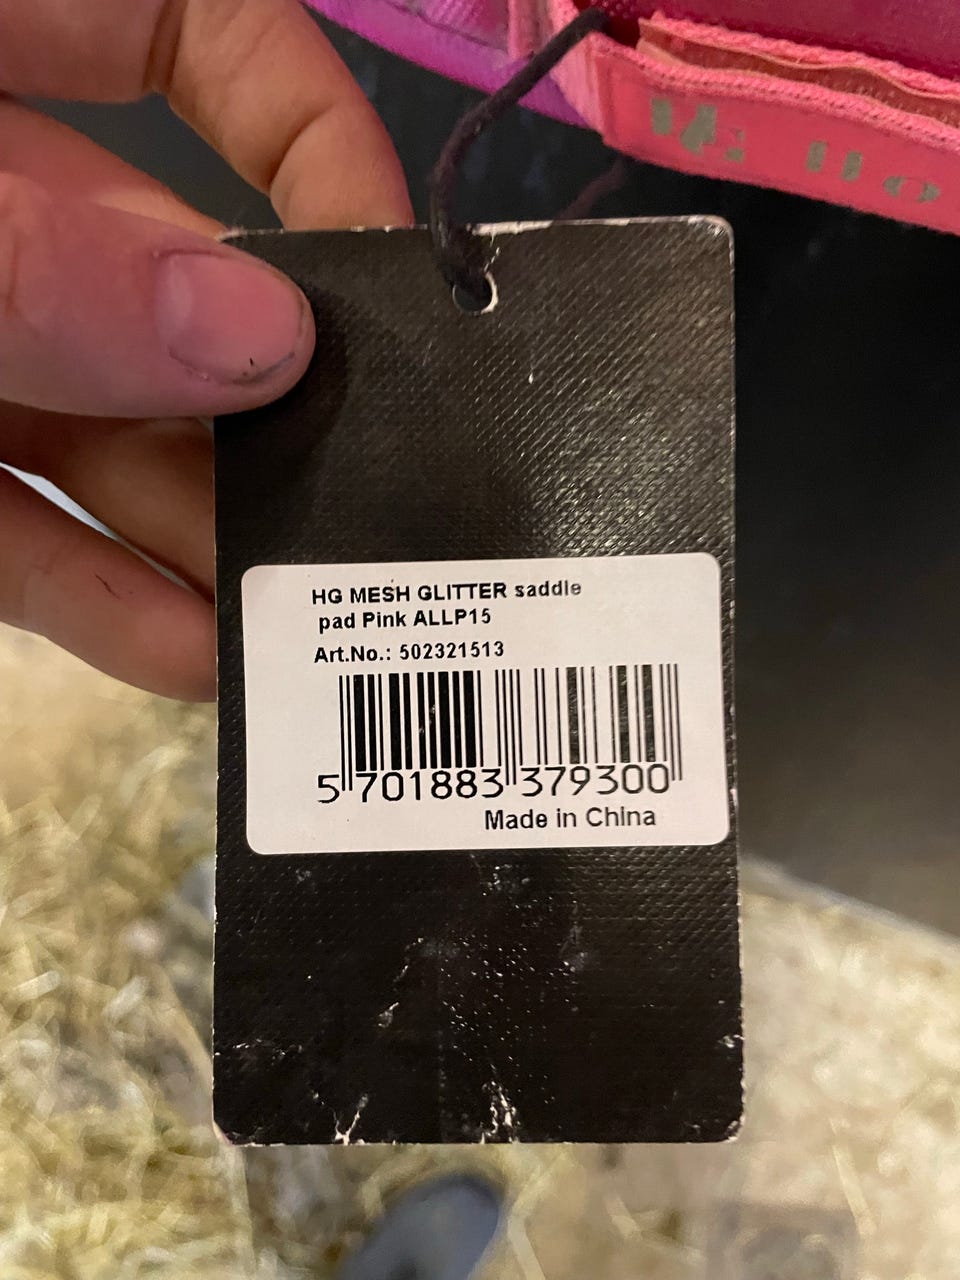 HG MESH GLITTER saddle
pad Pink ALLP15
Art.No.: 502321513
5 701883 379300
Made in China